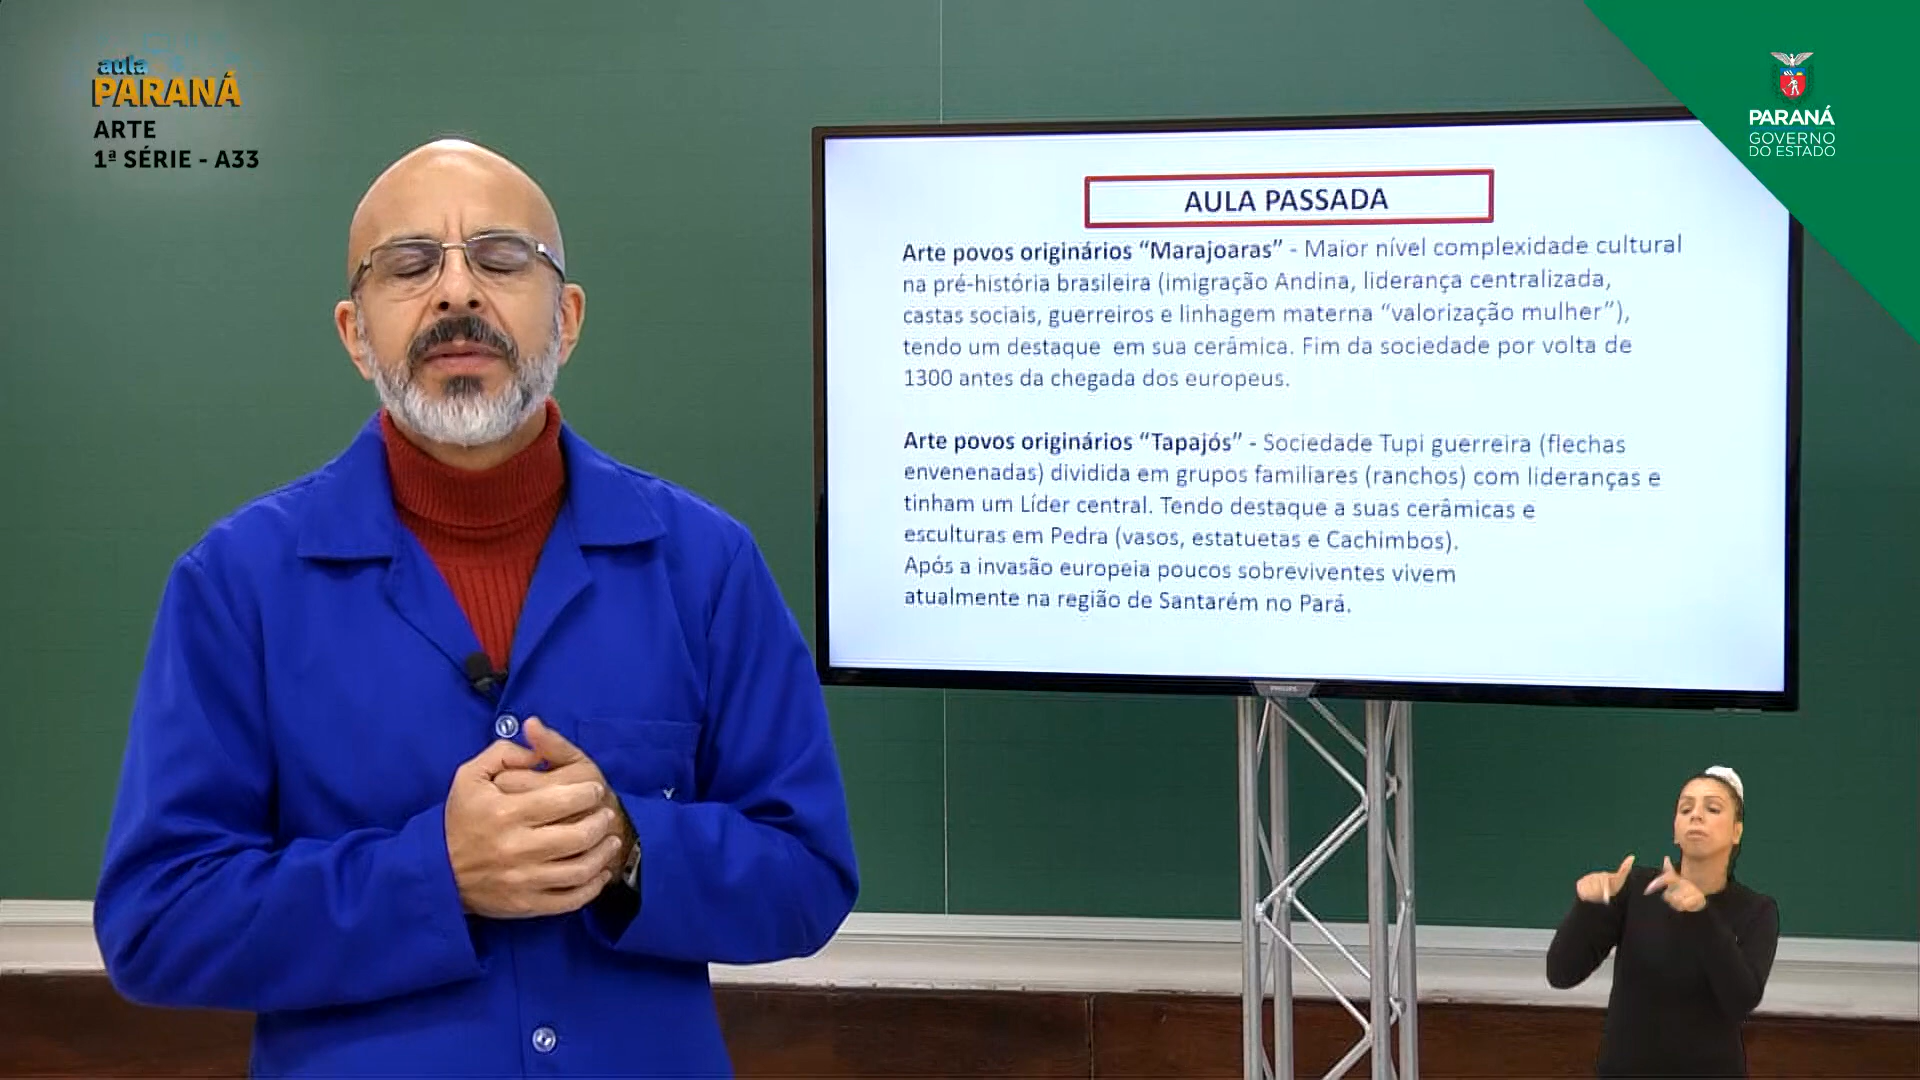 aula
PARANÁ
ARTE
1ª SÉRIE - A33
PARANÁ
GOVERNO
DO ESTADO
AULA PASSADA
Arte povos originários “Marajoaras” - Maior nível complexidade cultural
na pré-história brasileira (imigração Andina, liderança centralizada,
castas sociais, guerreiros e linhagem materna “valorização mulher”),
tendo um destaque em sua cerâmica. Fim da sociedade por volta de
1300 antes da chegada dos europeus.
Arte povos originários “Tapajós” - Sociedade Tupi guerreira (flechas
envenenadas) dividida em grupos familiares (ranchos) com lideranças e
tinham um Líder central. Tendo destaque a suas cerâmicas e
esculturas em Pedra (vasos, estatuetas e Cachimbos).
Após a invasão europeia poucos sobreviventes vivem
atualmente na região de Santarém no Pará.
PHILIPS